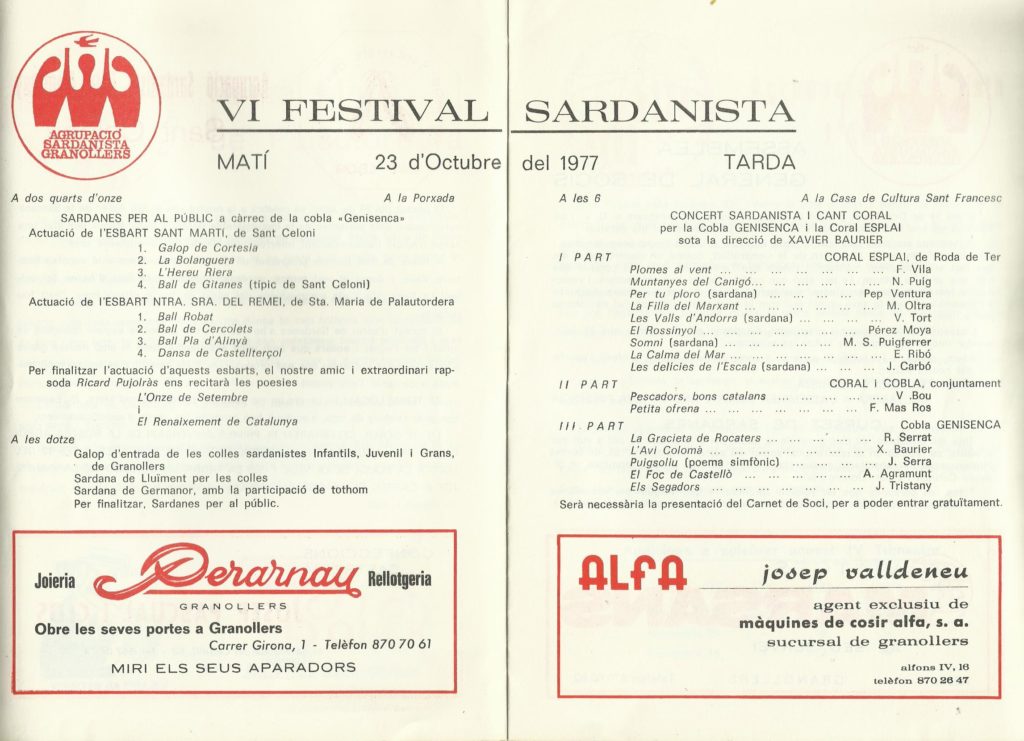 AGRUPACIÓ
SARDANISTA
GRANOLLERS
VI FESTIVAL SARDANISTA
MATÍ 23 d'Octubre del 1977 TARDA
A dos quarts d'onze A la Porxada
SARDANES PER AL PÚBLIC a càrrec de la cobla «Genisenca»
Actuació de l'ESBART SANT MARTÍ, de Sant Celoni
1. Galop de Cortesia
2. La Bolanguera
3. L'Hereu Riera
4. Ball de Gitanes (típic de Sant Celoni)
Actuació de l'ESBART NTRA. SRA. DEL REMEI, de Sta. Maria de Palautordera
1. Ball Robat
2. Ball de Cercolets
3. Ball Pla d'Alinyà
4. Dansa de Castellterçol
Per finalitzar l'actuació d'aquests esbarts, el nostre amic i extraordinari rap-
soda Ricard Pujolràs ens recitarà les poesies
L'Onze de Setembre
i
El Renaixement de Catalunya
A les dotze
Galop d'entrada de les colles sardanistes Infantils, Juvenil i Grans,
de Granollers
Sardana de Lluïment per les colles
Sardana de Germanor, amb la participació de tothom
Per finalitzar, Sardanes per al públic.
Joieria Perarnau Rellotgeria
GRANOLLERS
Obre les seves portes a Granollers
Carrer Girona, 1 - Telèfon 870 70 61
MIRI ELS SEUS APARADORS
A les 6 A la Casa de Cultura Sant Francesc
CONCERT SARDANISTA I CANT CORAL
per la Cobla GENISENCA i la Coral ESPLAI
sota la direcció de XAVIER BAURIER
I PART CORAL ESPLAI, de Roda de Ter
Plomes al vent ... ... ... ... ... ... ... F. Vila
Muntanyes del Canigó... ... ... ... ... ... N. Puig
Per tu ploro (sardana) ... ... ... ... Pep Ventura
La Filla del Marxant ... ... ... ... ... ... M. Oltra
Les Valls d'Andorra (sardana) ... ... ... ... V. Tort
El Rossinyol ... ... ... ... ... ... Pérez Moya
Somni (sardana) ... ... ... ... M. S. Puigferrer
La Calma del Mar ... ... ... ... ... ... E. Ribó
Les delícies de l'Escala (sardana) ... ... ... J. Carbó
II PART CORAL i COBLA, conjuntament
Pescadors, bons catalans ... ... ... ... ... V .Bou
Petita ofrena ... ... ... ... ... ... F. Mas Ros
III PART Cobla GENISENCA
La Gracieta de Rocaters ... ... ... ... R. Serrat
L'Avi Colomà ... ... ... ... ... ... X. Baurier
Puigsoliu (poema simfònic) ... ... ... ... J. Serra
El Foc de Castelló ... ... ... ... ... A. Agramunt
Els Segadors ... ... ... ... ... ... J. Tristany
Serà necessària la presentació del Carnet de Soci, per a poder entrar gratuïtament.
ALFA josep valldeneu
agent exclusiu de
màquines de cosir alfa, s. a.
sucursal de granollers
alfons IV, 16
telèfon 870 26 47